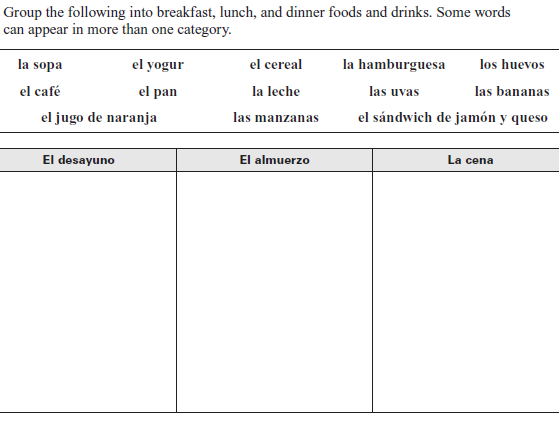 Group the following into breakfast, lunch, and dinner foods and drinks. Some words
can appear in more than one category.
la sopa el yogur el cereal la hamburguesa los huevos
el café el pan la leche las uvas las bananas
el jugo de naranja las manzanas el sándwich de jamón y queso
El desayuno El almuerzo La cena